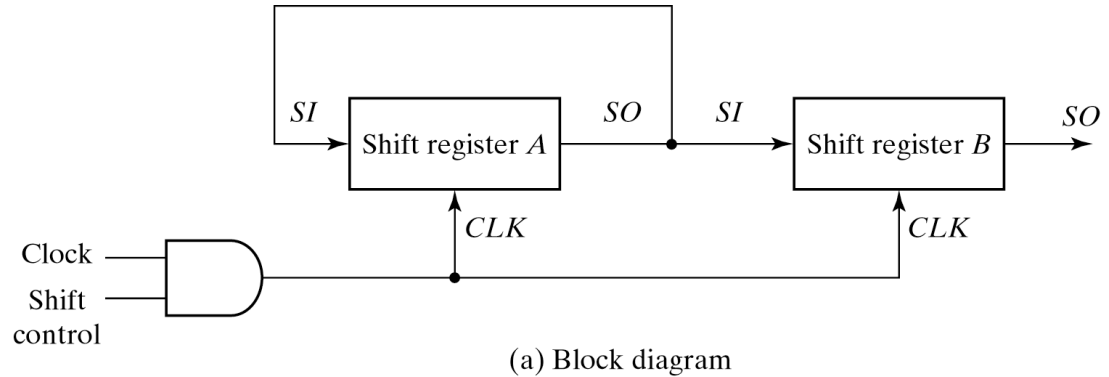 SI
SO
SI
SO
Shift register A
Shift register B
CLK
CLK
Clock
Shift
control
(a) Block diagram